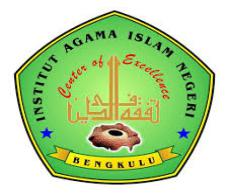 INSTITUT AGAMA ISLAM NEGERI
Center of Excellence
BENGKULU